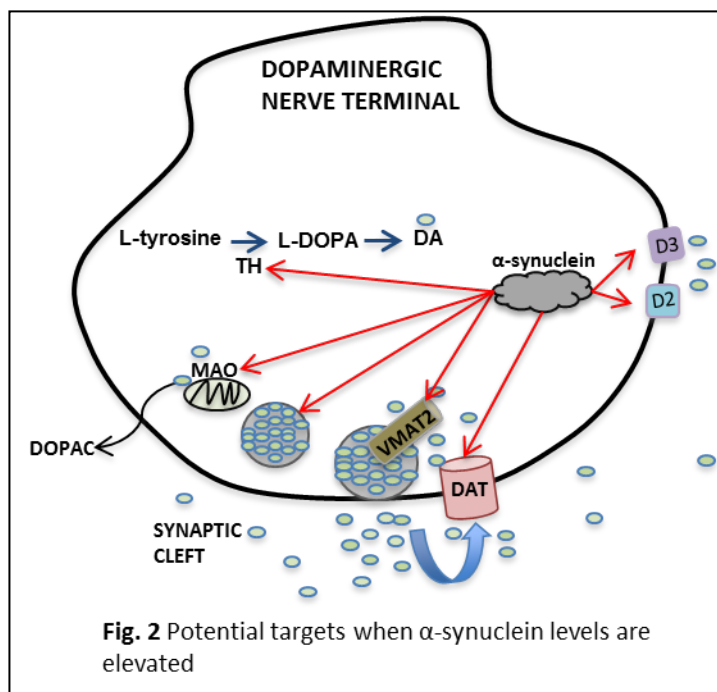 DOPAMINERGIC
NERVE TERMINAL
L-tyrosine
L-DOPA
DA
TH
α-synuclein
D3
D2
MAO
DOPAC
VMAT2
DAT
SYNAPTIC
CLEFT
Fig. 2 Potential targets when α-synuclein levels are
elevated